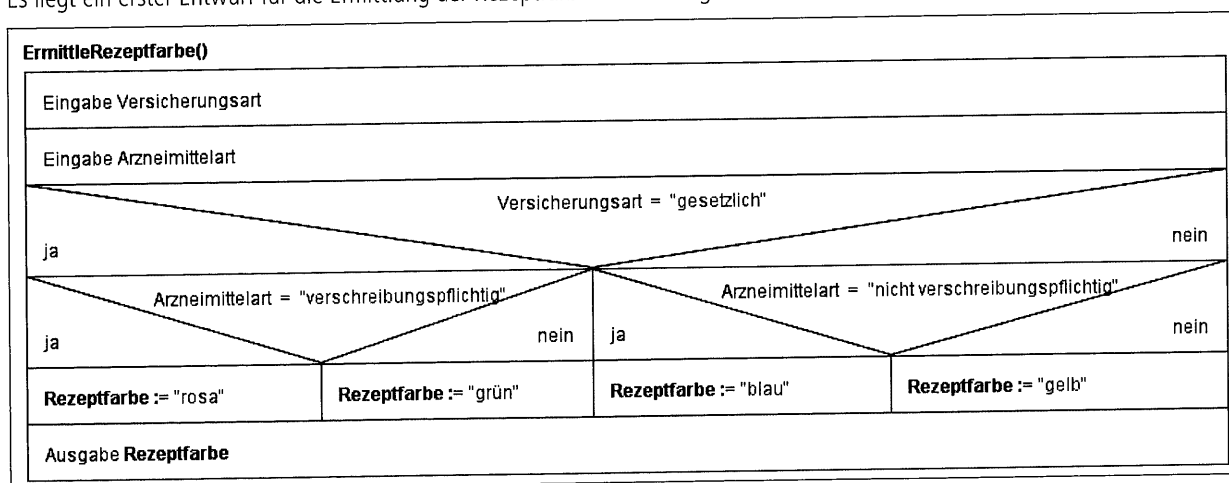 ErmittleRezeptfarbe()
Eingabe Versicherungsart
Eingabe Arzneimittelart
Versicherungsart = "gesetzlich"
ja
nein
Arzneimittelart = "verschreibungspflichtig"
Arzneimittelart = "nicht verschreibungspflichtig"
ja
nein
ja
nein
Rezeptfarbe := "rosa"
Rezeptfarbe := "grün"
Rezeptfarbe := "blau"
Rezeptfarbe := "gelb"
Ausgabe Rezeptfarbe